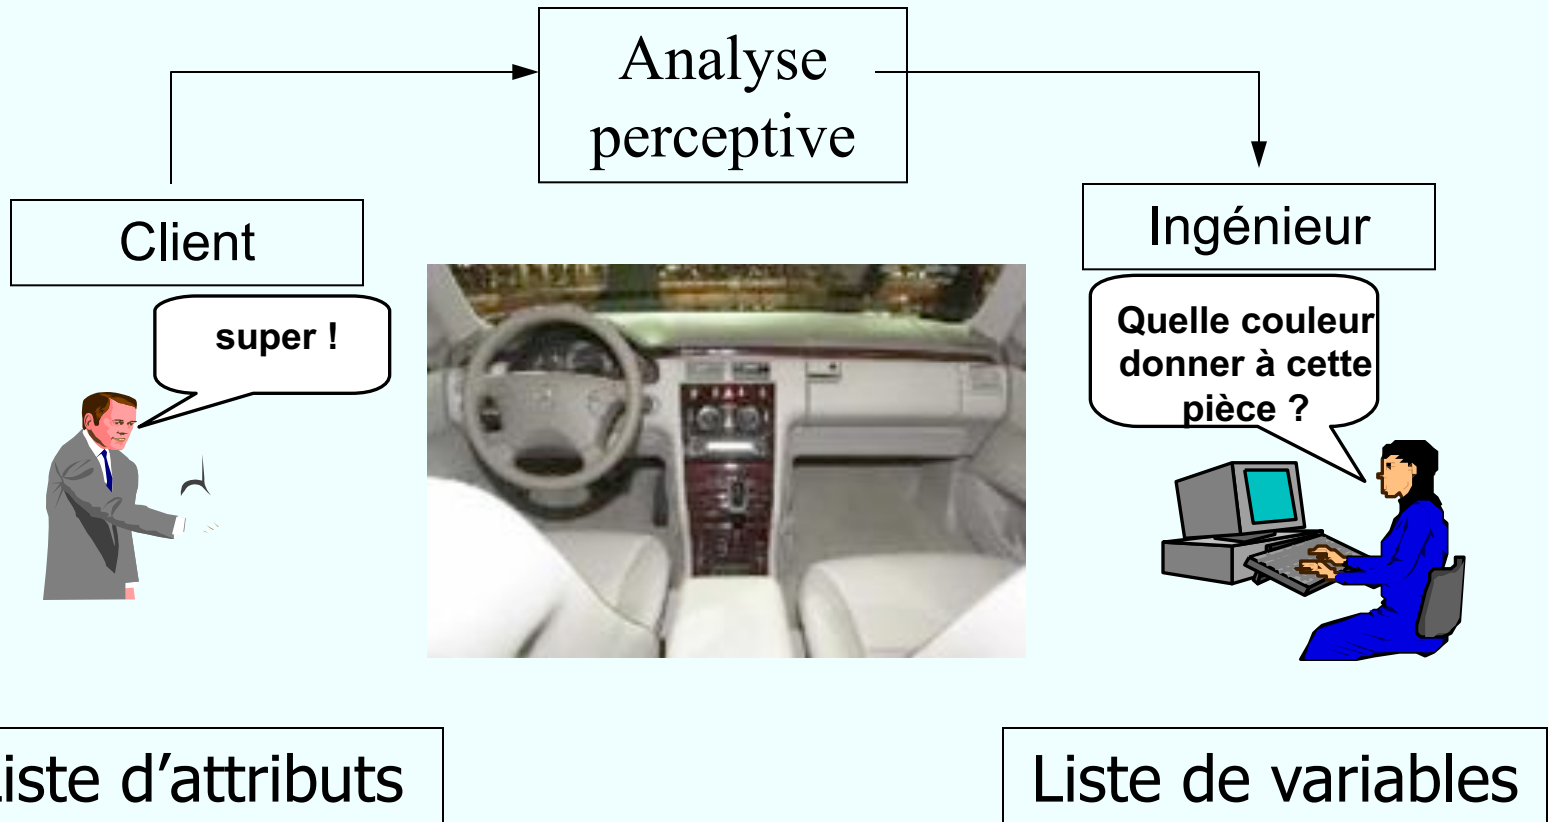 Analyse
perceptive
Client
Ingénieur
super !
Quelle couleur
donner à cette
pièce ?
iste d’attributs
Liste de variables